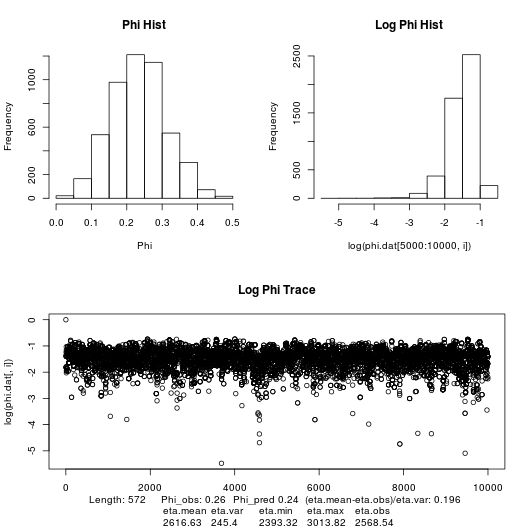 Phi Hist
Log Phi Hist
Frequency
0 200 600 1000
0.0 0.1 0.2 0.3 0.4 0.5
Phi
Frequency
0 500 1500 2500
-5 -4 -3 -2 -1
log(phi.dat[5000:10000, i])
Log Phi Trace
log(phi.dat[, i])
0
-1
-2
-3
-4
-5
0 2000 4000 6000 8000 10000
Length: 572 Phi_obs: 0.26 Phi_pred 0.24 (eta.mean-eta.obs)/eta.var: 0.196
eta.mean eta.var eta.min eta.max eta.obs
2616.63 245.4 2393.32 3013.82 2568.54